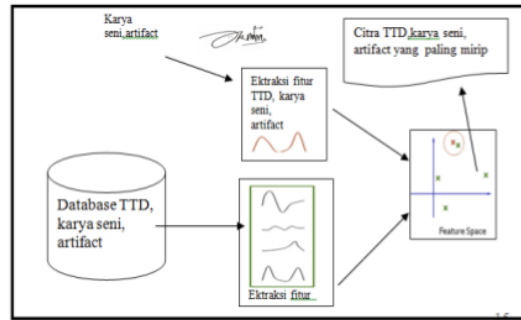 Karya
seni,artifact
Citra TTD,karya seni,
artifact yang paling mirip
Ektraksi fitur
TTD, karya
seni,
artifact
Database TTD,
karya seni,
artifact
Ektraksi fitur
Feature Space